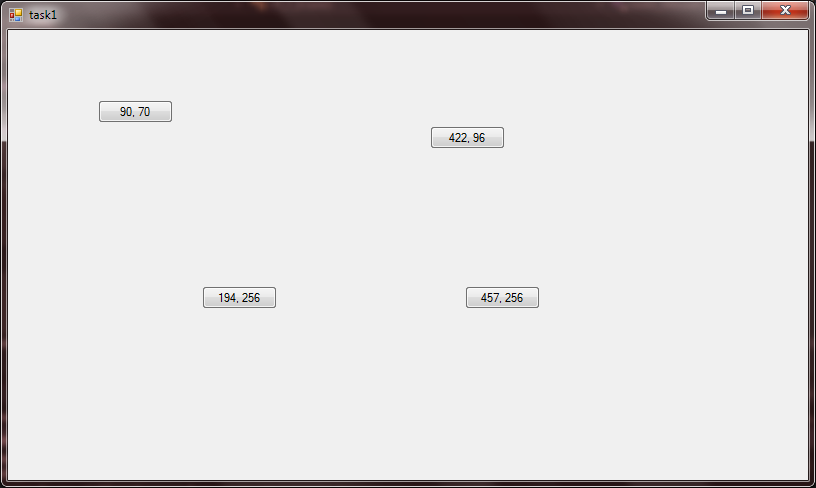 task1
90, 70
422, 96
194, 256
457, 256